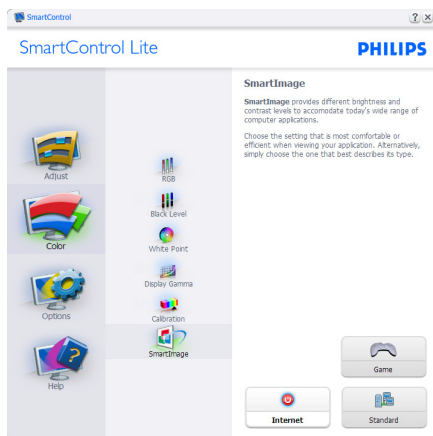 SmartControl
SmartControl Lite
PHILIPS
Adjust
Color
Options
Help
RGB
Black Level
White Point
Display Gamma
Calibration
SmartImage
SmartImage
SmartImage provides different brightness and
contrast levels to accomodate today's wide range of
computer applications.
Choose the setting that is most comfortable or
efficient when viewing your application. Alternatively,
simply choose the one that best describes its type.
Game
Internet
Standard